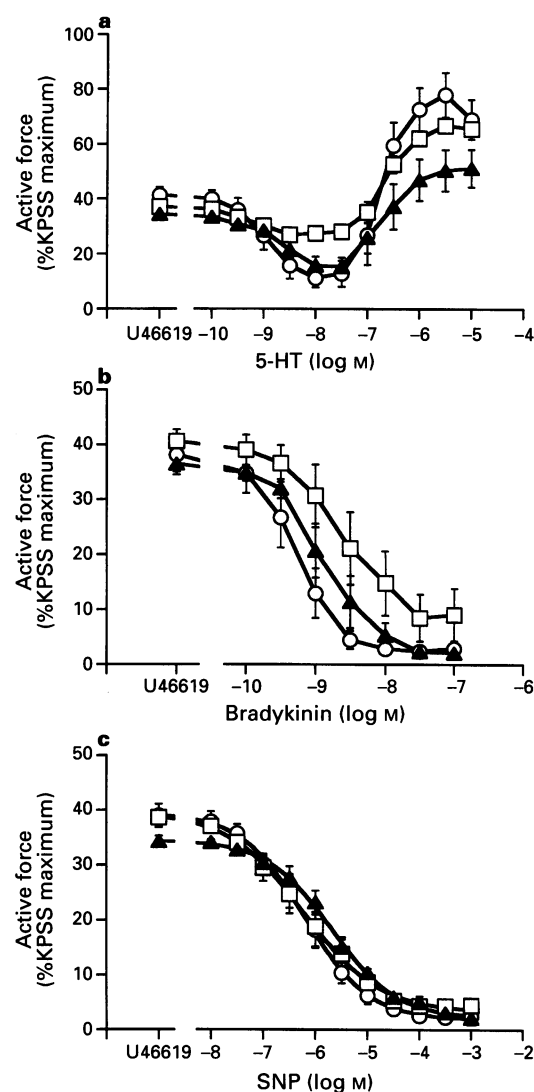 a
100
80
60
40
20
0
Active force
(%KPSS maximum)
U46619 –10 –9 –8 –7 –6 –5 –4
5-HT (log M)
b
50
40
30
20
10
0
Active force
(%KPSS maximum)
U46619 –10 –9 –8 –7 –6
Bradykinin (log M)
c
50
40
30
20
10
0
Active force
(%KPSS maximum)
U46619 –8 –7 –6 –5 –4 –3 –2
SNP (log M)